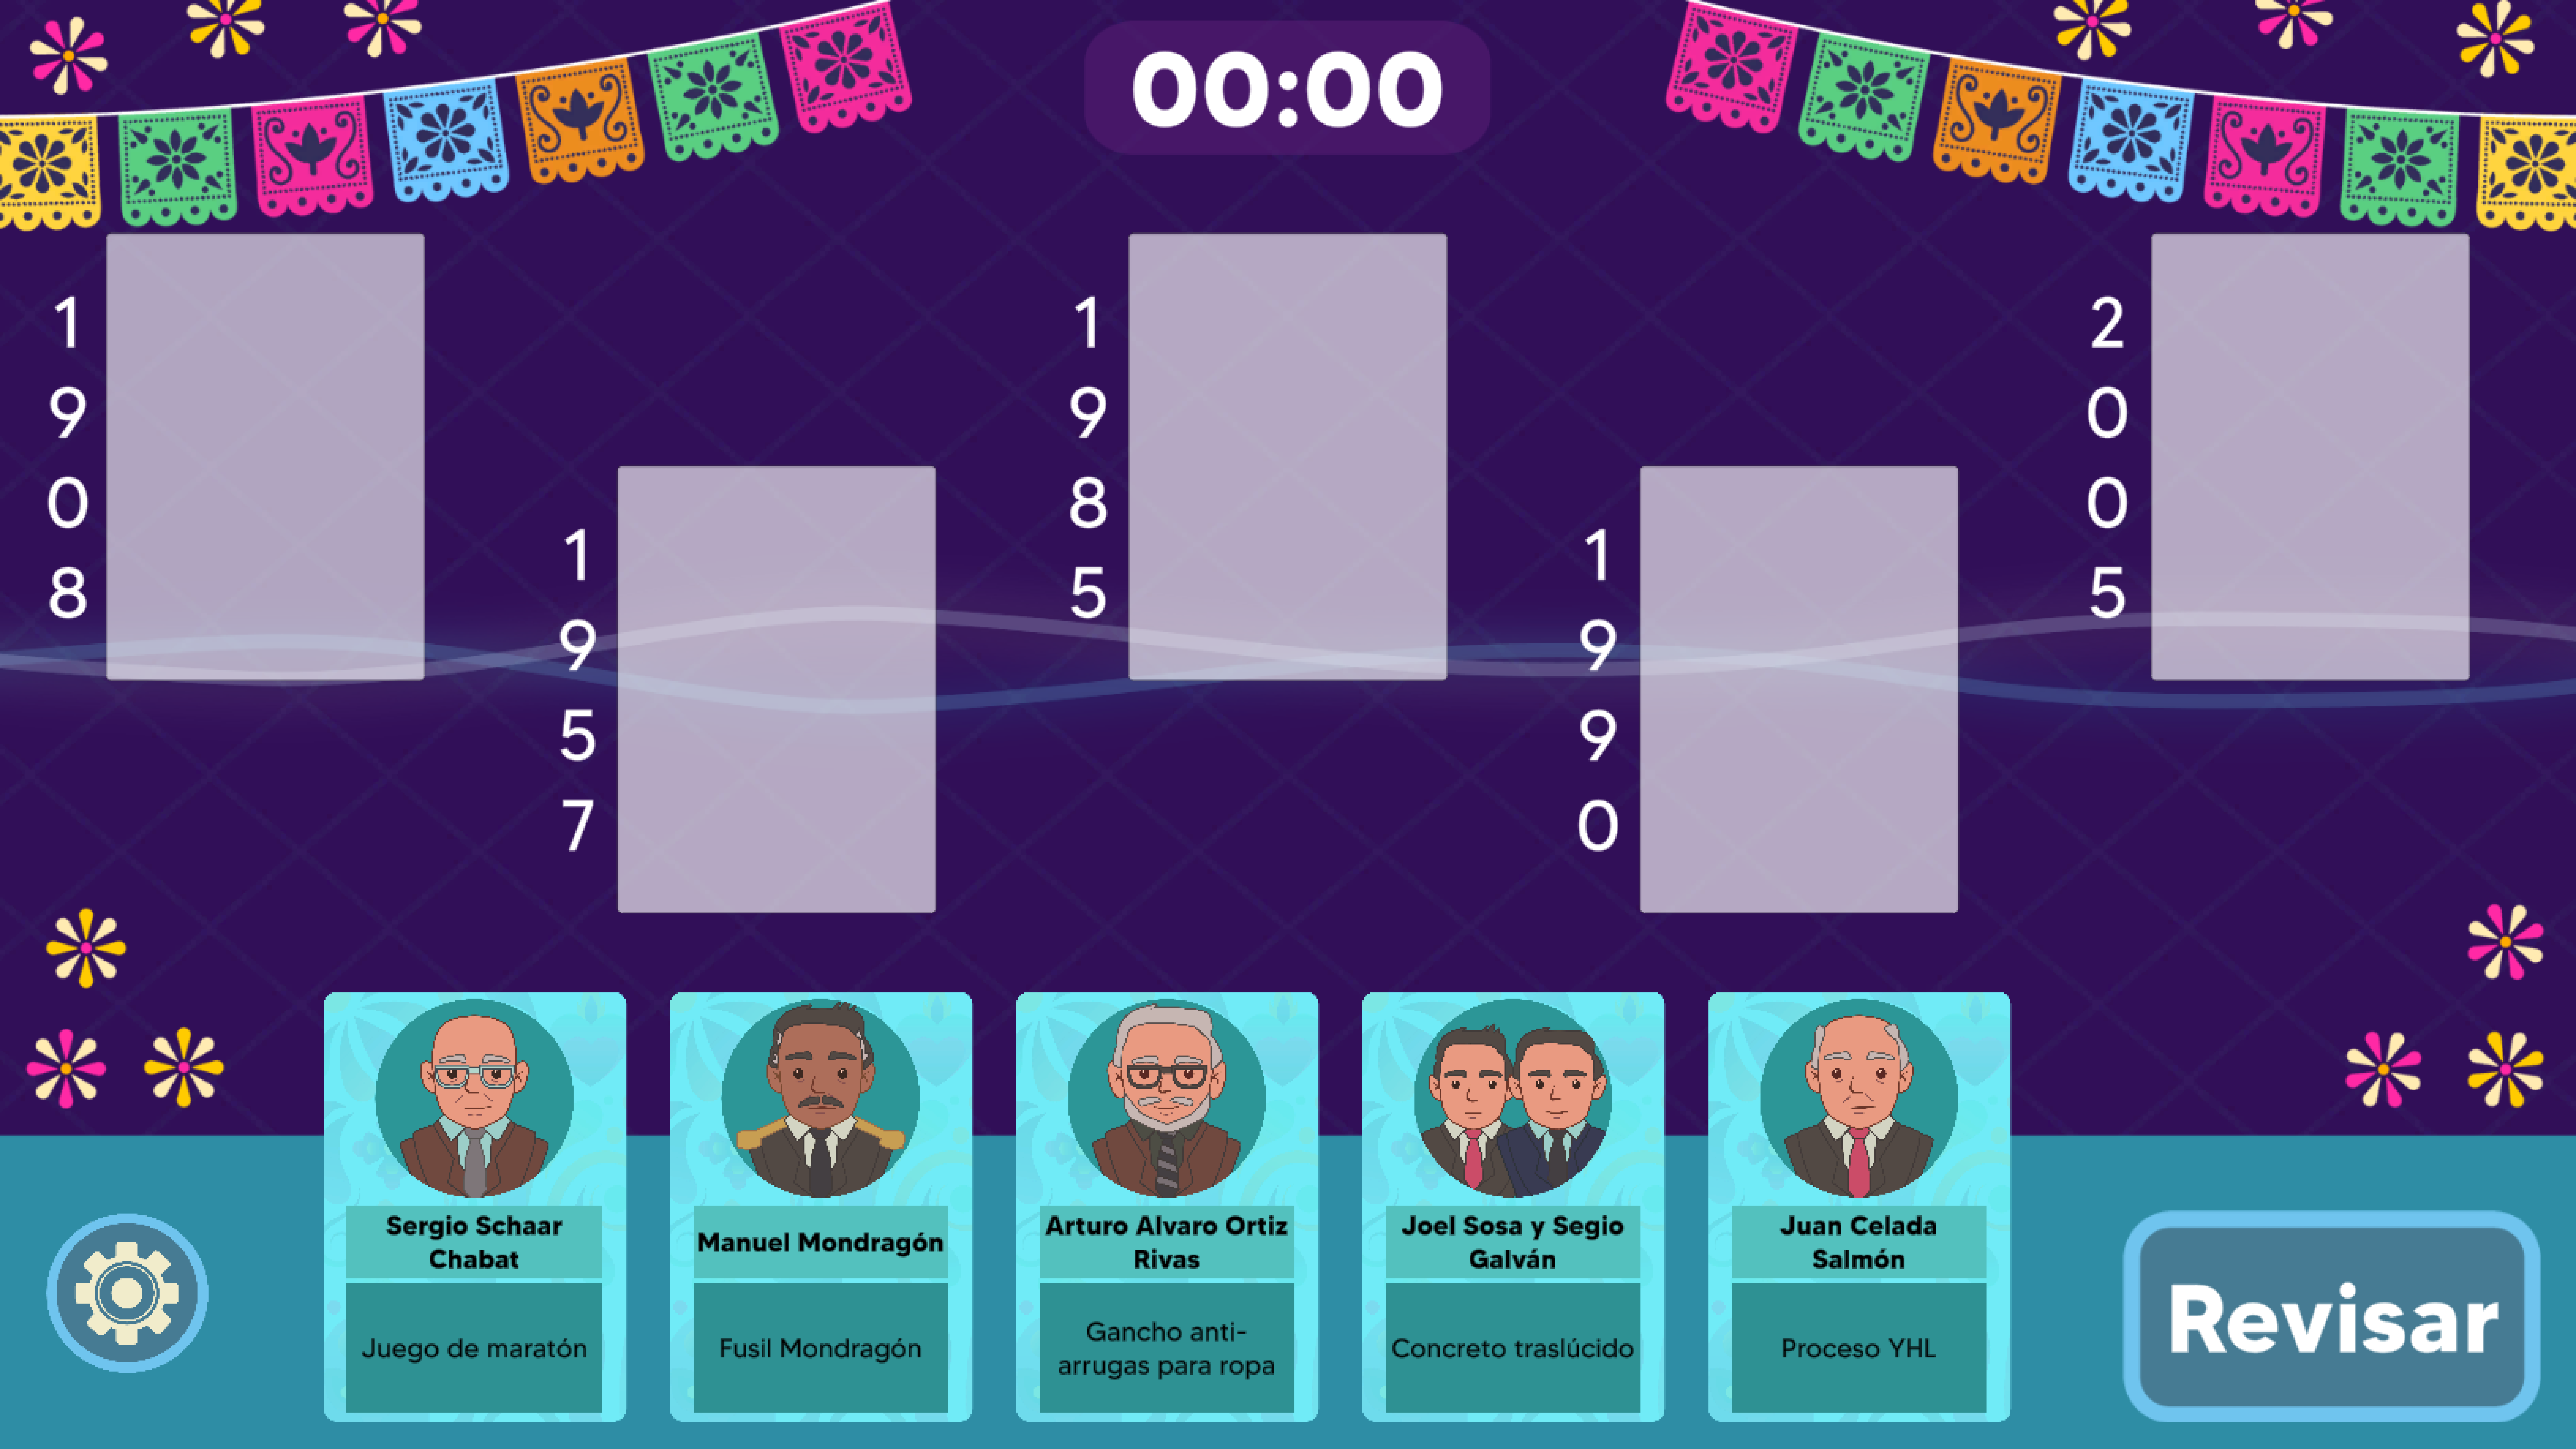 00:00
1
9
0
8
1
9
5
7
1
9
8
5
1
9
9
0
2
0
0
5
Sergio Schaar
Chabat
Juego de maratón
Manuel Mondragón
Fusil Mondragón
Arturo Alvaro Ortiz
Rivas
Gancho anti-
arrugas para ropa
Joel Sosa y Segio
Galván
Concreto traslúcido
Juan Celada
Salmón
Proceso YHL
Revisar